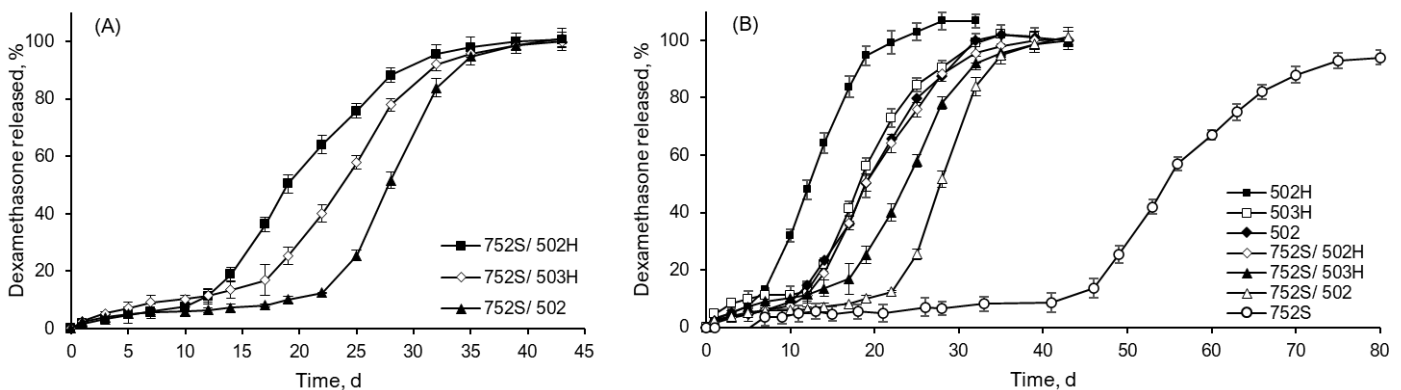 (A)
Dexamethasone released, %
100
80
60
40
20
0
0 5 10 15 20 25 30 35 40 45
Time, d
752S/ 502H
752S/ 503H
752S/ 502
(B)
Dexamethasone released, %
100
80
60
40
20
0
0 10 20 30 40 50 60 70 80
Time, d
502H
503H
502
752S/ 502H
752S/ 503H
752S/ 502
752S